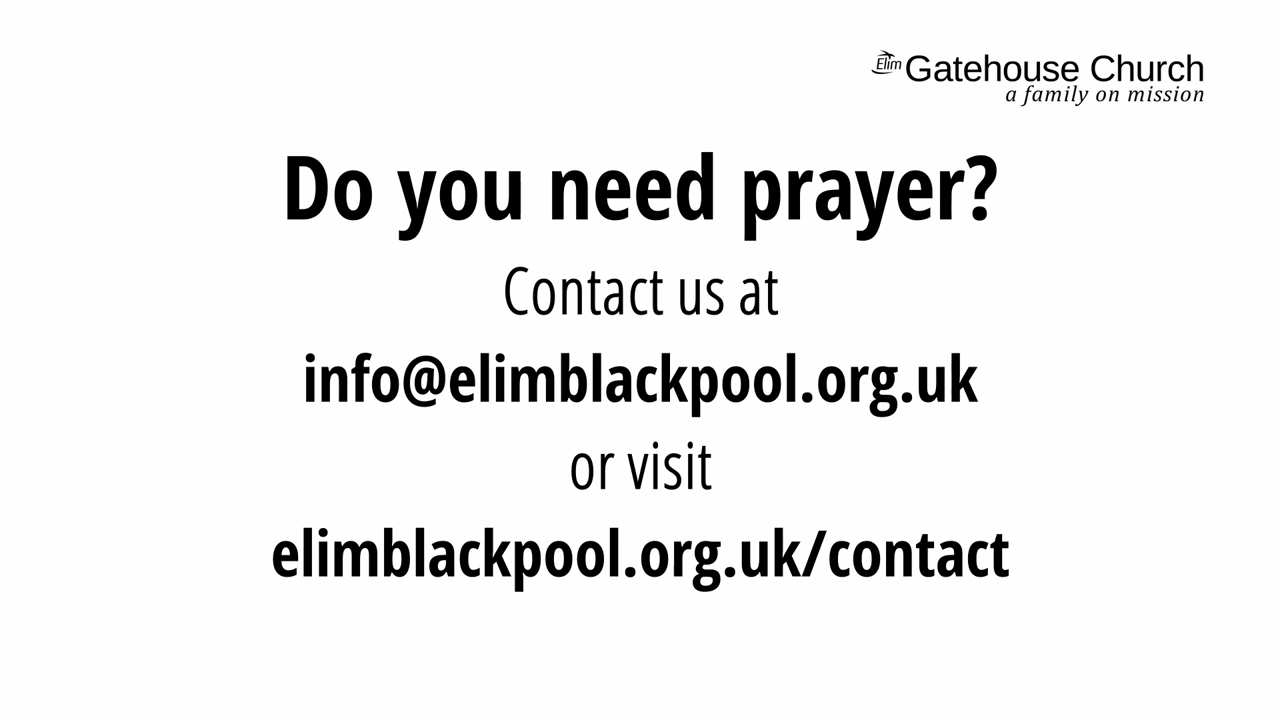 Elim Gatehouse Church
a family on mission
Do you need prayer?
Contact us at
info@elimblackpool.org.uk
or visit
elimblackpool.org.uk/contact